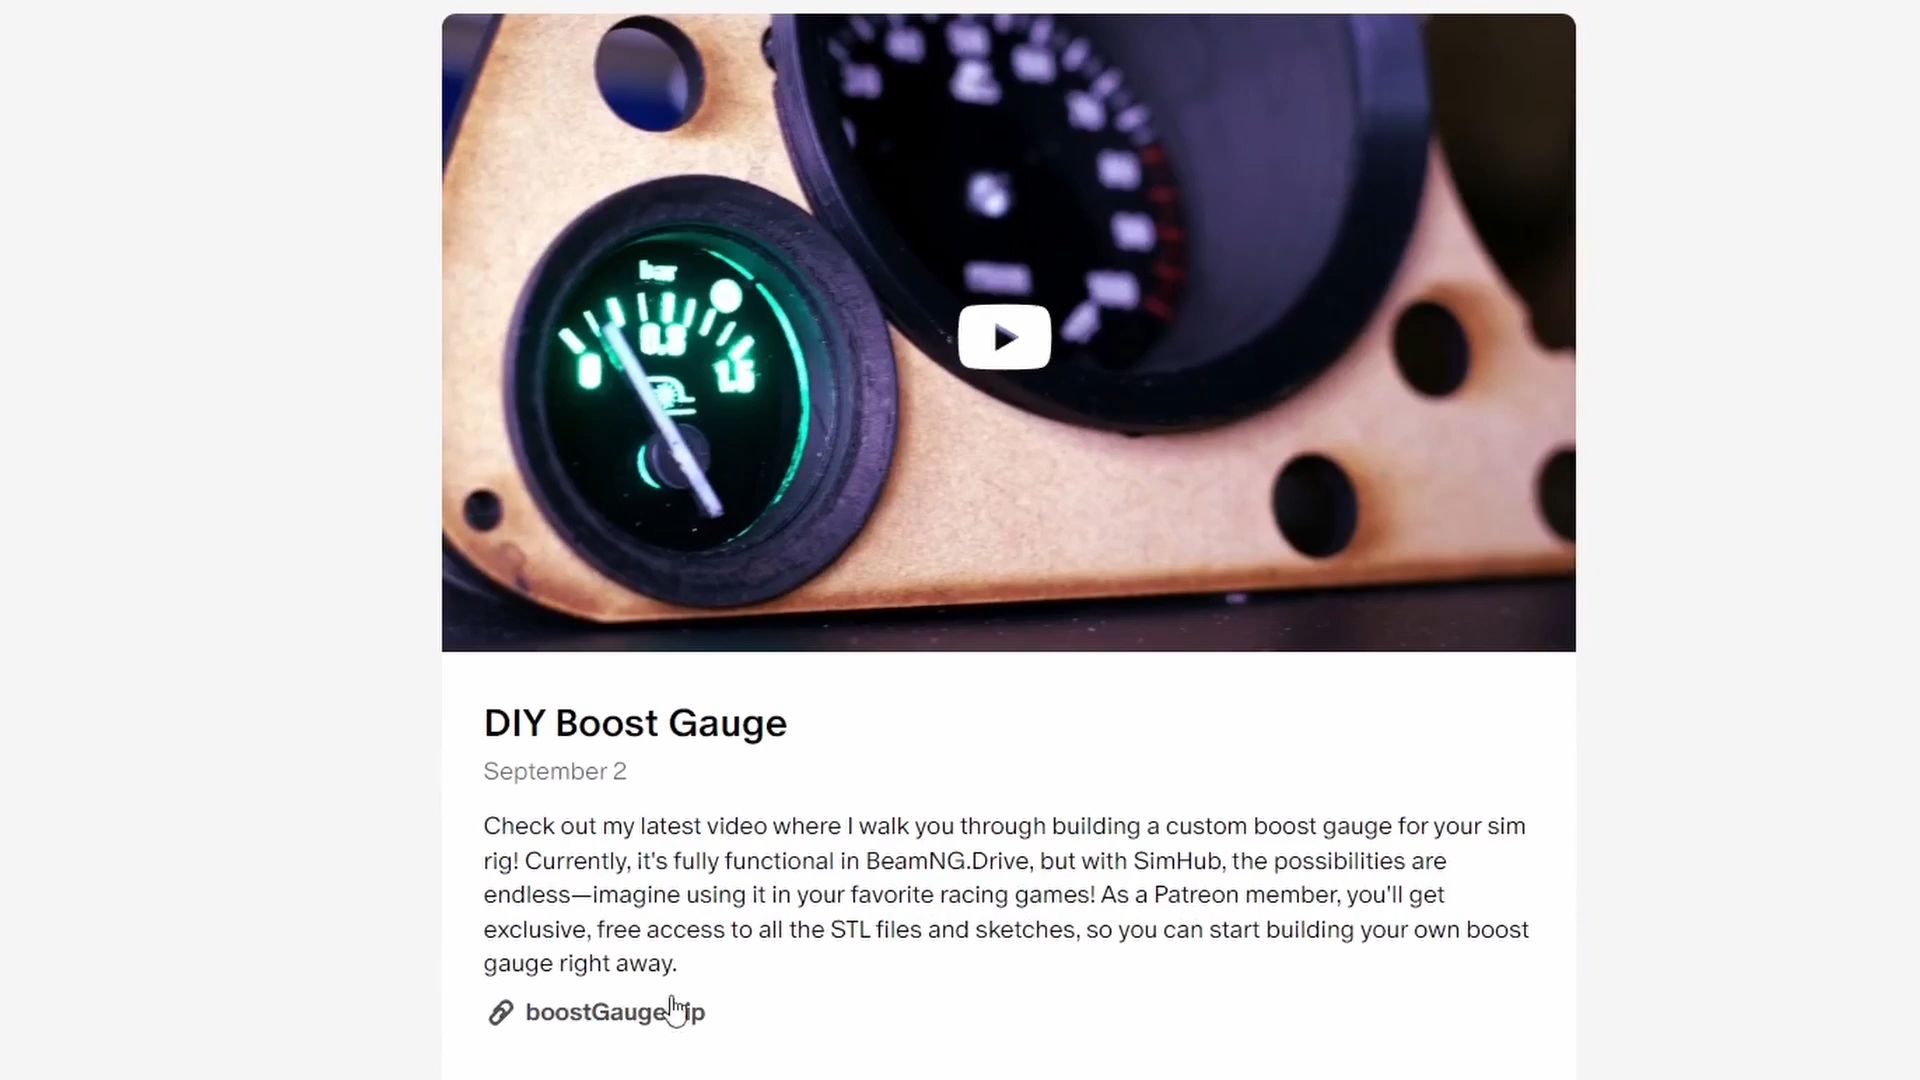 bar
0.8
0
1.5
DIY Boost Gauge
September 2
Check out my latest video where I walk you through building a custom boost gauge for your sim
rig! Currently, it's fully functional in BeamNG.Drive, but with SimHub, the possibilities are
endless—imagine using it in your favorite racing games! As a Patreon member, you'll get
exclusive, free access to all the STL files and sketches, so you can start building your own boost
gauge right away.